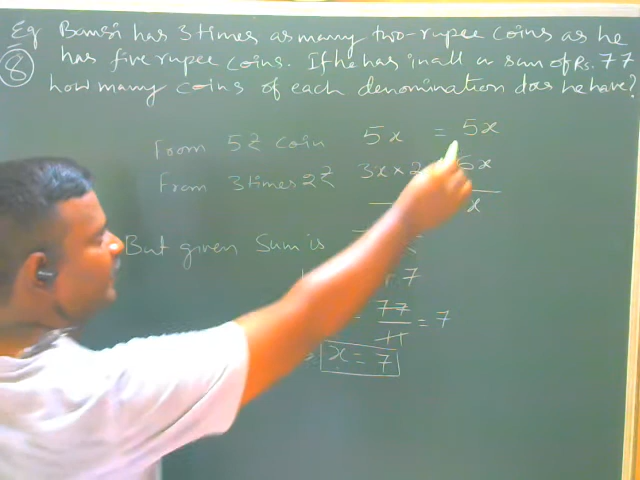 Eg Bansi has 3 times as many two-rupee coins as he
⑧ has five rupee coins. If he has in all a sum of Rs. 77
how many coins of each denomination does he have?
From 5₹ coin 5x = 5x
From 3 times 2₹ 3x × 2 6x
x
But given Sum is
7
77/11 = 7
x = 7